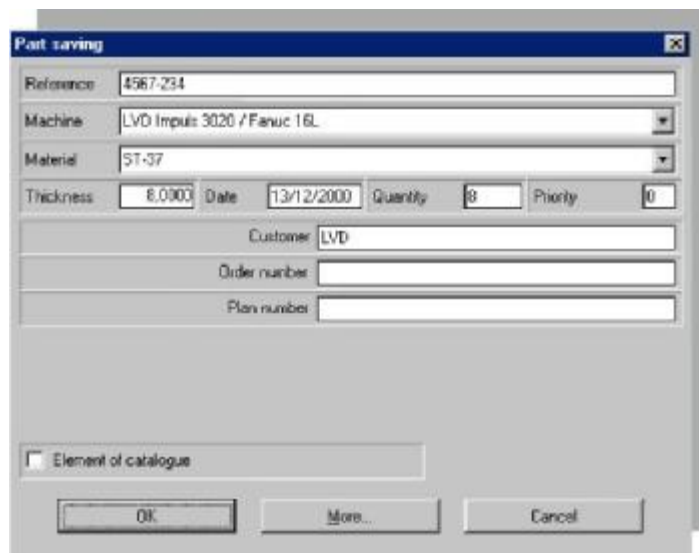 Part saving
Reference 4567-234
Machine LVD Impuls 3020 / Fanuc 16L
Material ST-37
Thickness 8,0000 Date 13/12/2000 Quantity 8 Priority 0
Customer LVD
Order number
Plan number
Element of catalogue
OK More... Cancel